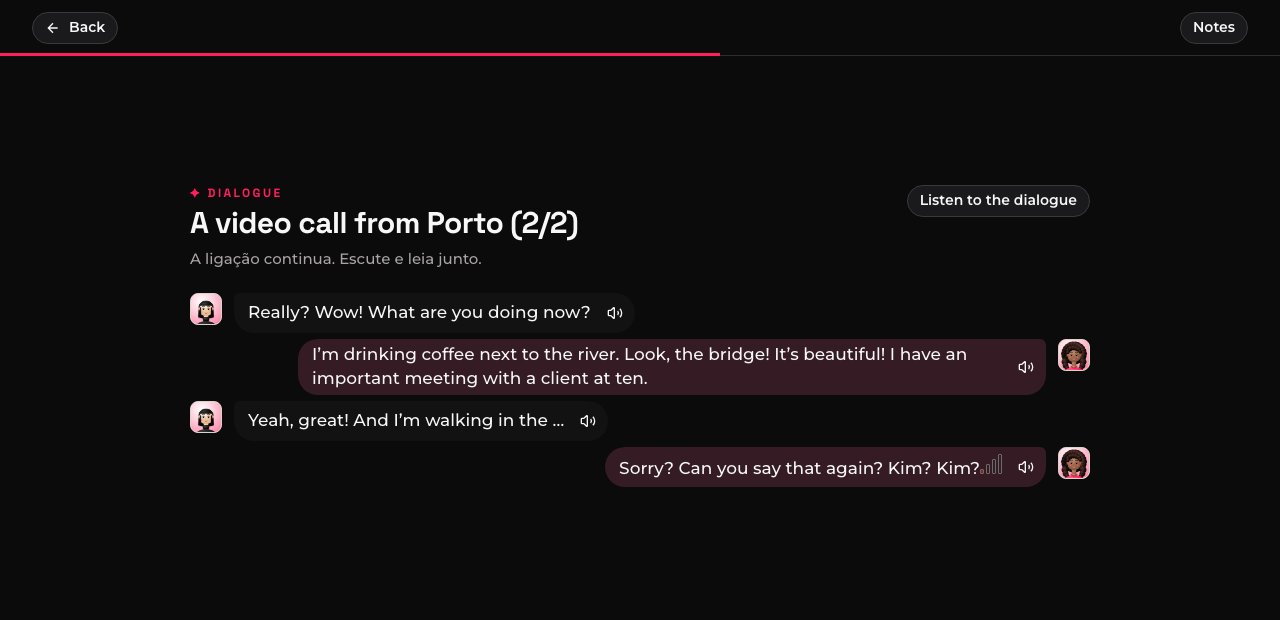 Back
Notes
DIALOGUE
A video call from Porto (2/2)
Listen to the dialogue
A ligação continua. Escute e leia junto.
Really? Wow! What are you doing now?
I’m drinking coffee next to the river. Look, the bridge! It’s beautiful! I have an
important meeting with a client at ten.
Yeah, great! And I’m walking in the ...
Sorry? Can you say that again? Kim? Kim?